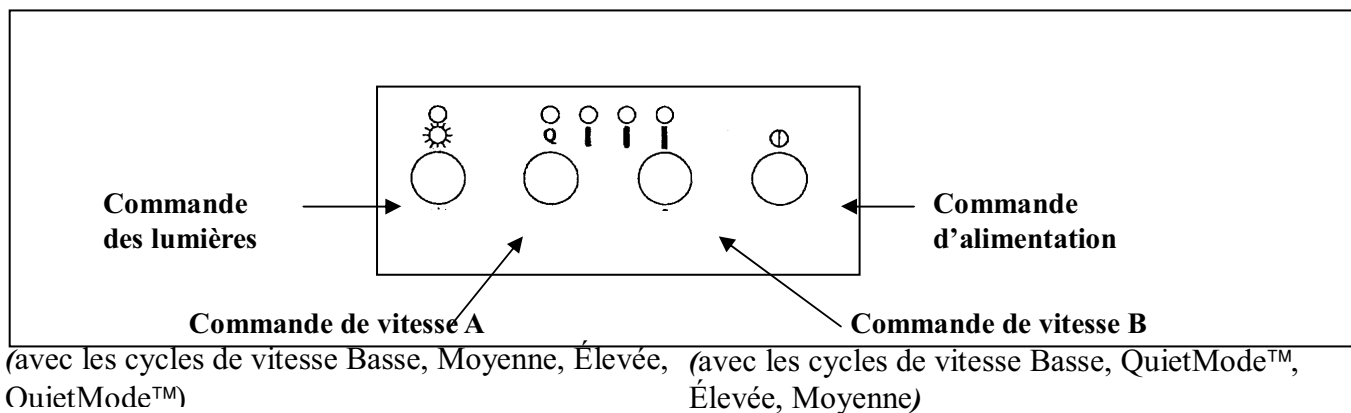 Q
Commande
des lumières
Commande
d’alimentation
Commande de vitesse A
Commande de vitesse B
(avec les cycles de vitesse Basse, Moyenne, Élevée,
QuietMode™)
(avec les cycles de vitesse Basse, QuietMode™,
Élevée, Moyenne)